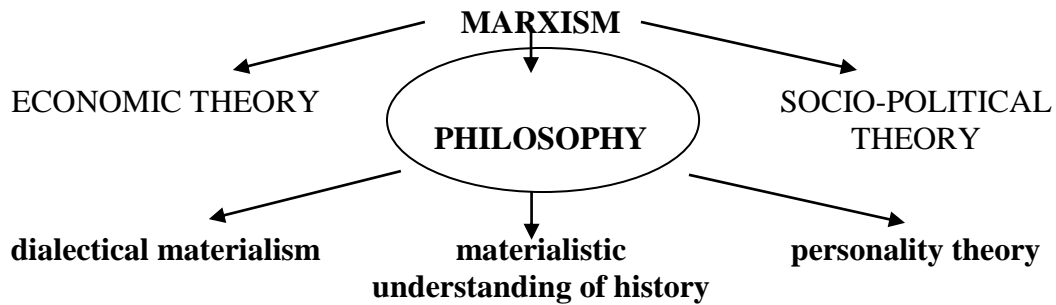 MARXISM
ECONOMIC THEORY
PHILOSOPHY
SOCIO-POLITICAL
THEORY
dialectical materialism
materialistic
understanding of history
personality theory